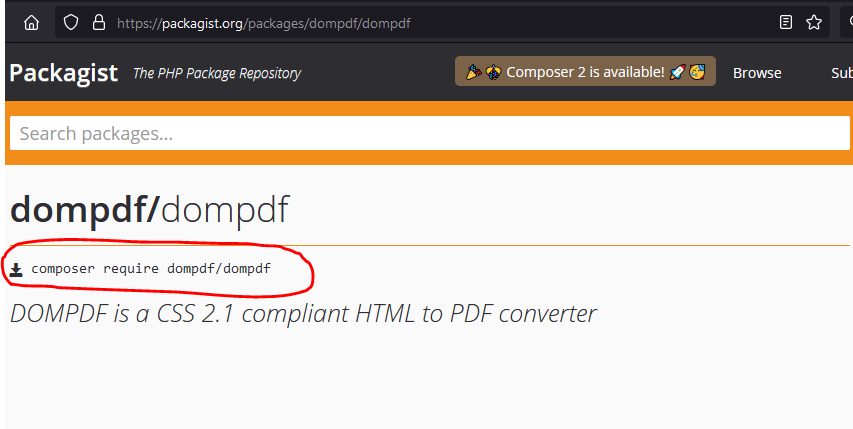 https://packagist.org/packages/dompdf/dompdf
Packagist The PHP Package Repository Composer 2 is available! Browse Sub
Search packages...
dompdf/dompdf
composer require dompdf/dompdf
DOMPDF is a CSS 2.1 compliant HTML to PDF converter